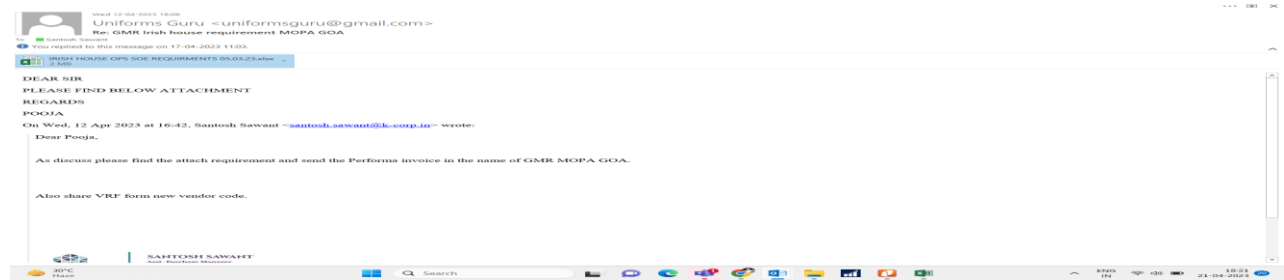 Wed 12-04-2023 18:08
Uniforms Guru <uniformsguru@gmail.com>
Re: GMR Irish house requirement MOPA GOA
To Santosh Sawant
You replied to this message on 17-04-2023 11:03.
IRISH HOUSE OPS SOE REQUIRMENTS 05.03.23.xlsx
3 MB
DEAR SIR
PLEASE FIND BELOW ATTACHMENT
REGARDS
POOJA
On Wed, 12 Apr 2023 at 16:42, Santosh Sawant <santosh.sawant@k-corp.in> wrote:
Dear Pooja,
As discuss please find the attach requirement and send the Performa invoice in the name of GMR MOPA GOA.
Also share VRF form new vendor code.
SANTOSH SAWANT
Asst. Purchase Manager
30°C
Haze
Search
ENG
IN
18:21
21-04-2023